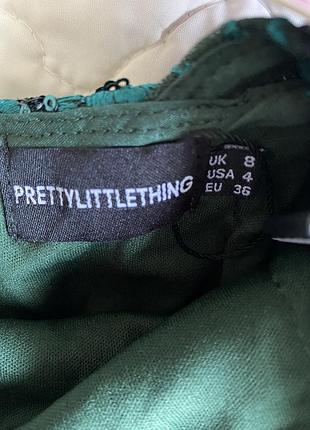 PRETTYLITTLETHING
UK 8
USA 4
EU 36